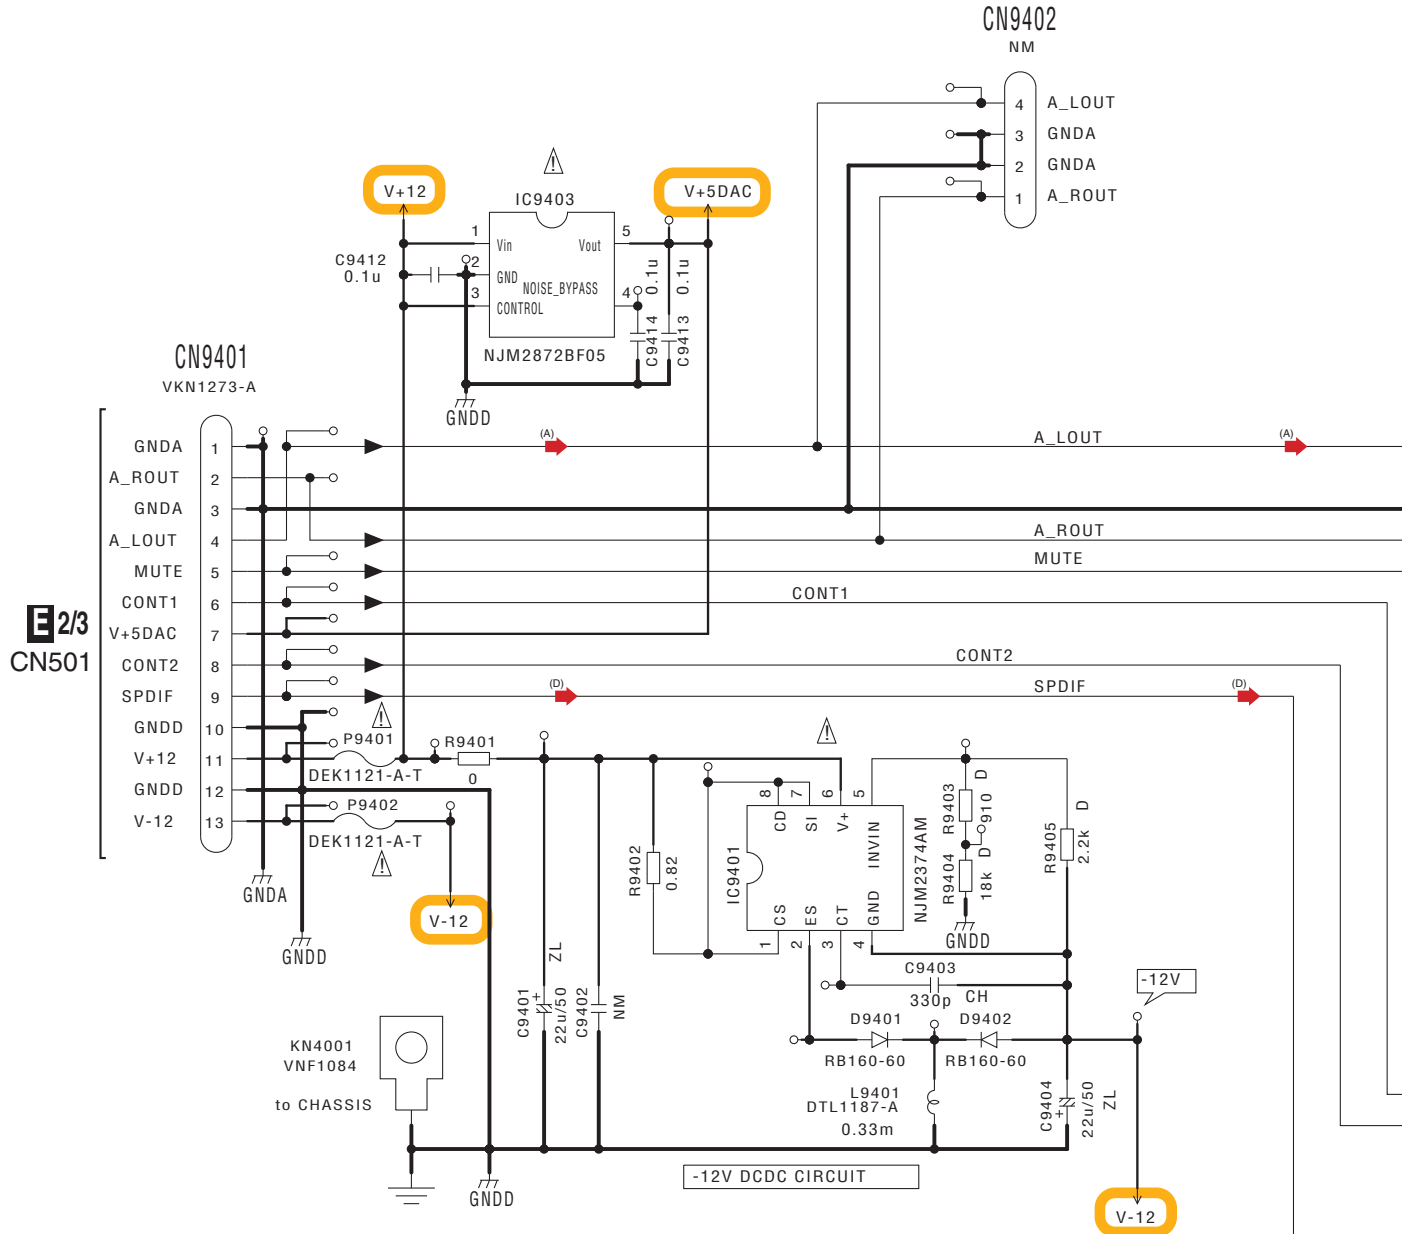 CN9402
NM
4 A_LOUT
3 GNDA
2 GNDA
1 A_ROUT
V+12
V+5DAC
IC9403
1 Vin
Vout 5
C9412
0.1u
2 GND
NOISE_BYPASS 4
3 CONTROL
NJM2872BF05
0.1u
0.1u
C9414
C9413
GNDD
CN9401
VKN1273-A
GNDA 1
A_ROUT 2
GNDA 3
A_LOUT 4
MUTE 5
CONT1 6
V+5DAC 7
CONT2 8
SPDIF 9
GNDD 10
V+12 11
GNDD 12
V-12 13
E 2/3
CN501
(A)
A_LOUT
(A)
A_ROUT
MUTE
CONT1
CONT2
(D)
SPDIF
(D)
P9401
DEK1121-A-T
R9401
0
P9402
DEK1121-A-T
GNDA
GNDD
V-12
R9402
0.82
8 7 6 5
CD SI V+ INVIN
IC9401
NJM2374AM
CS ES CT GND
1 2 3 4
R9403
910 D
R9404
18k D
GNDD
R9405
2.2k D
C9403
330p CH
-12V
D9401
RB160-60
D9402
RB160-60
C9401
+
22u/50
ZL
C9402
NM
L9401
DTL1187-A
0.33m
C9404
+
22u/50
ZL
KN4001
VNF1084
to CHASSIS
GNDD
-12V DCDC CIRCUIT
V-12